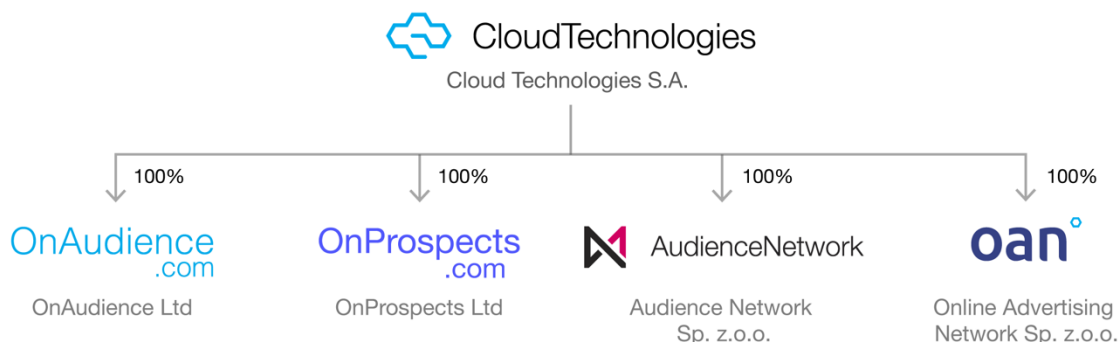 CloudTechnologies
Cloud Technologies S.A.
100%
100%
100%
100%
OnAudience
.com
OnProspects
.com
AudienceNetwork
oan
OnAudience Ltd
OnProspects Ltd
Audience Network
Sp. z.o.o.
Online Advertising
Network Sp. z.o.o.